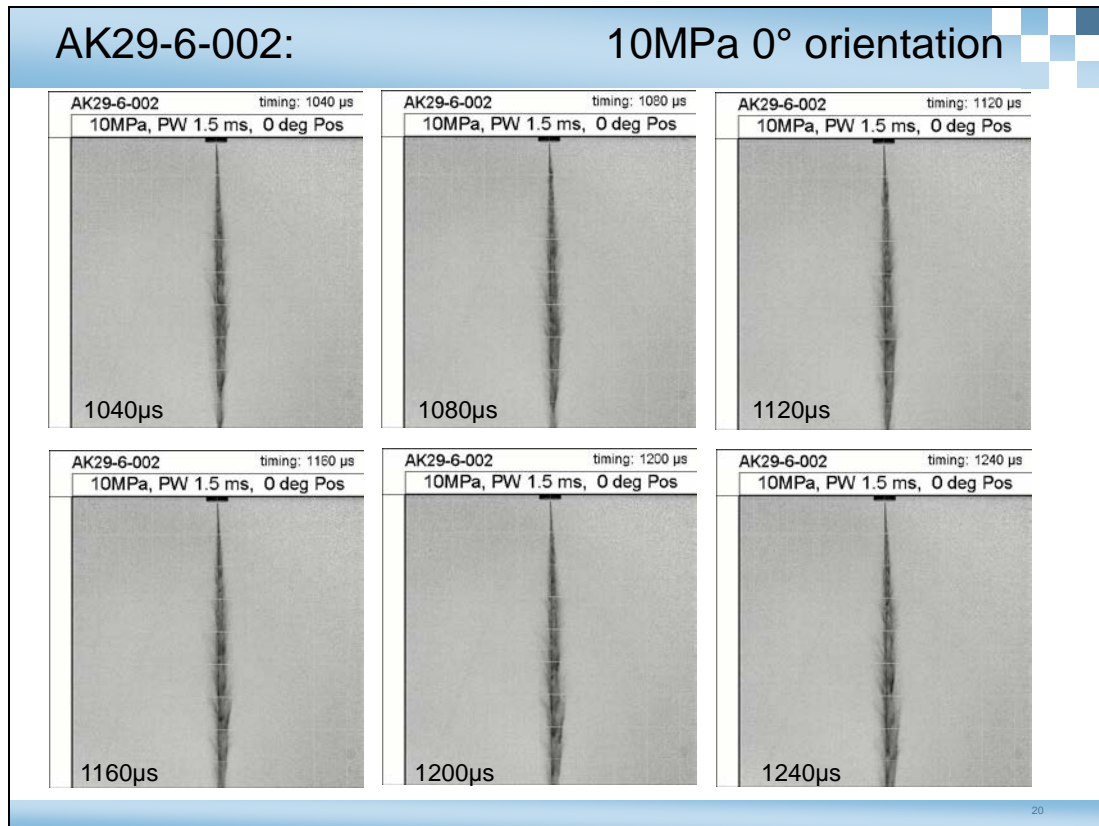 AK29-6-002: 10MPa 0° orientation
AK29-6-002 timing: 1040 µs
10MPa, PW 1.5 ms, 0 deg Pos
1040µs
AK29-6-002 timing: 1080 µs
10MPa, PW 1.5 ms, 0 deg Pos
1080µs
AK29-6-002 timing: 1120 µs
10MPa, PW 1.5 ms, 0 deg Pos
1120µs
AK29-6-002 timing: 1160 µs
10MPa, PW 1.5 ms, 0 deg Pos
1160µs
AK29-6-002 timing: 1200 µs
10MPa, PW 1.5 ms, 0 deg Pos
1200µs
AK29-6-002 timing: 1240 µs
10MPa, PW 1.5 ms, 0 deg Pos
1240µs
20